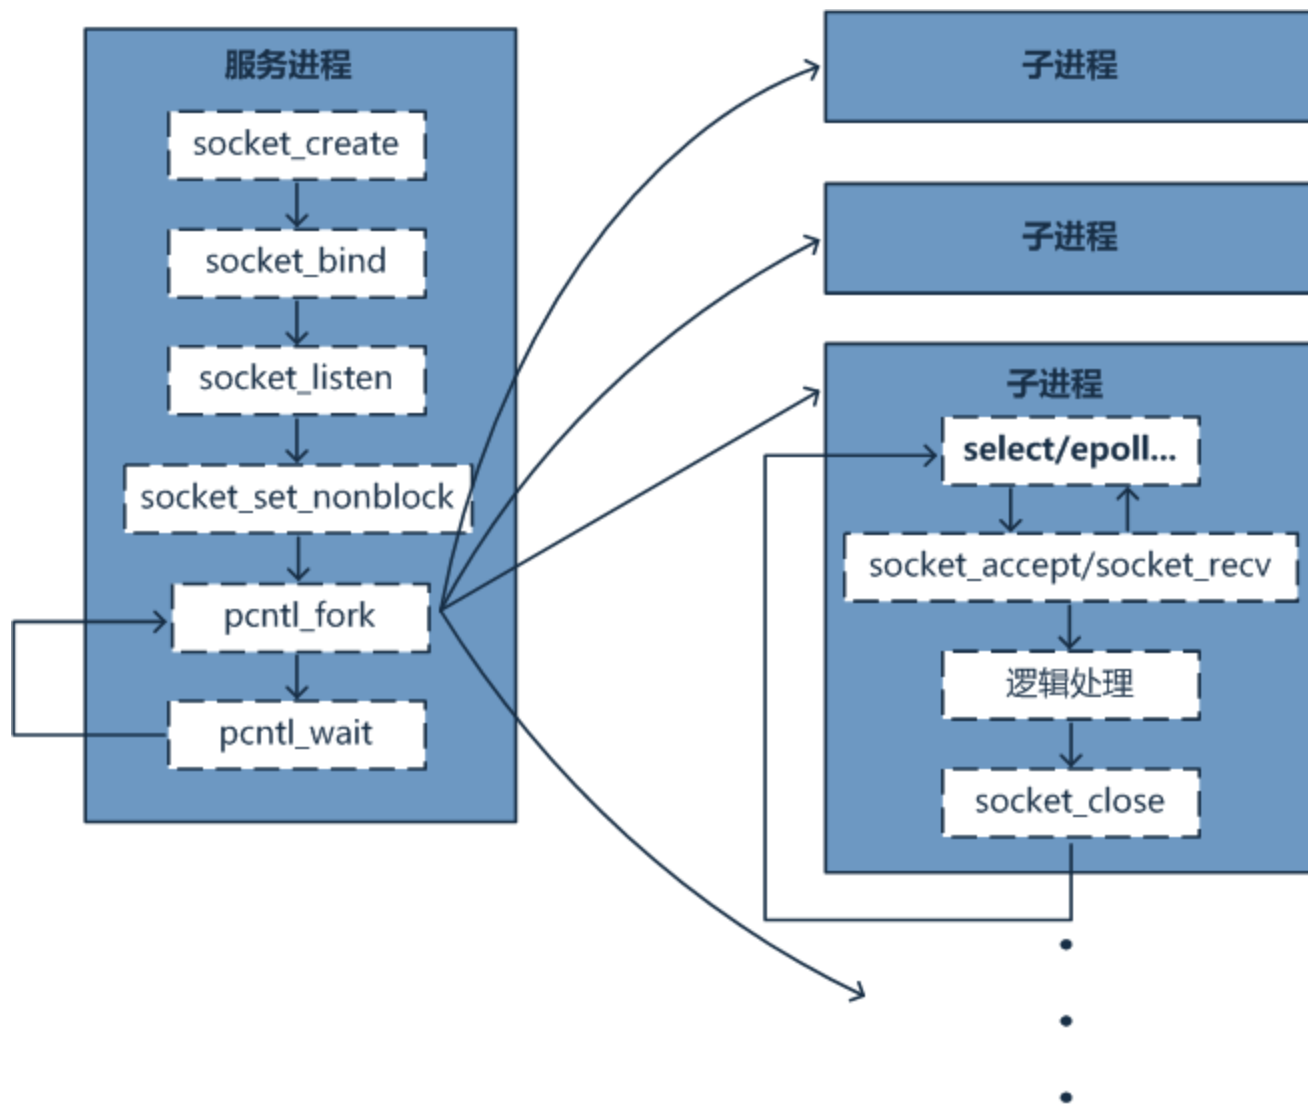 服务进程
socket_create
socket_bind
socket_listen
socket_set_nonblock
pcntl_fork
pcntl_wait
子进程
子进程
子进程
select/epoll...
socket_accept/socket_recv
逻辑处理
socket_close